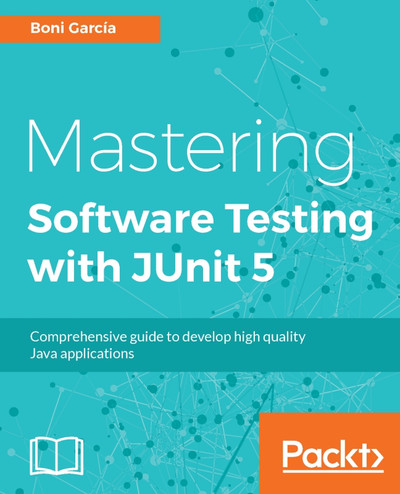 Boni García
Mastering
Software Testing
with JUnit 5
Comprehensive guide to develop high quality
Java applications
Packt>